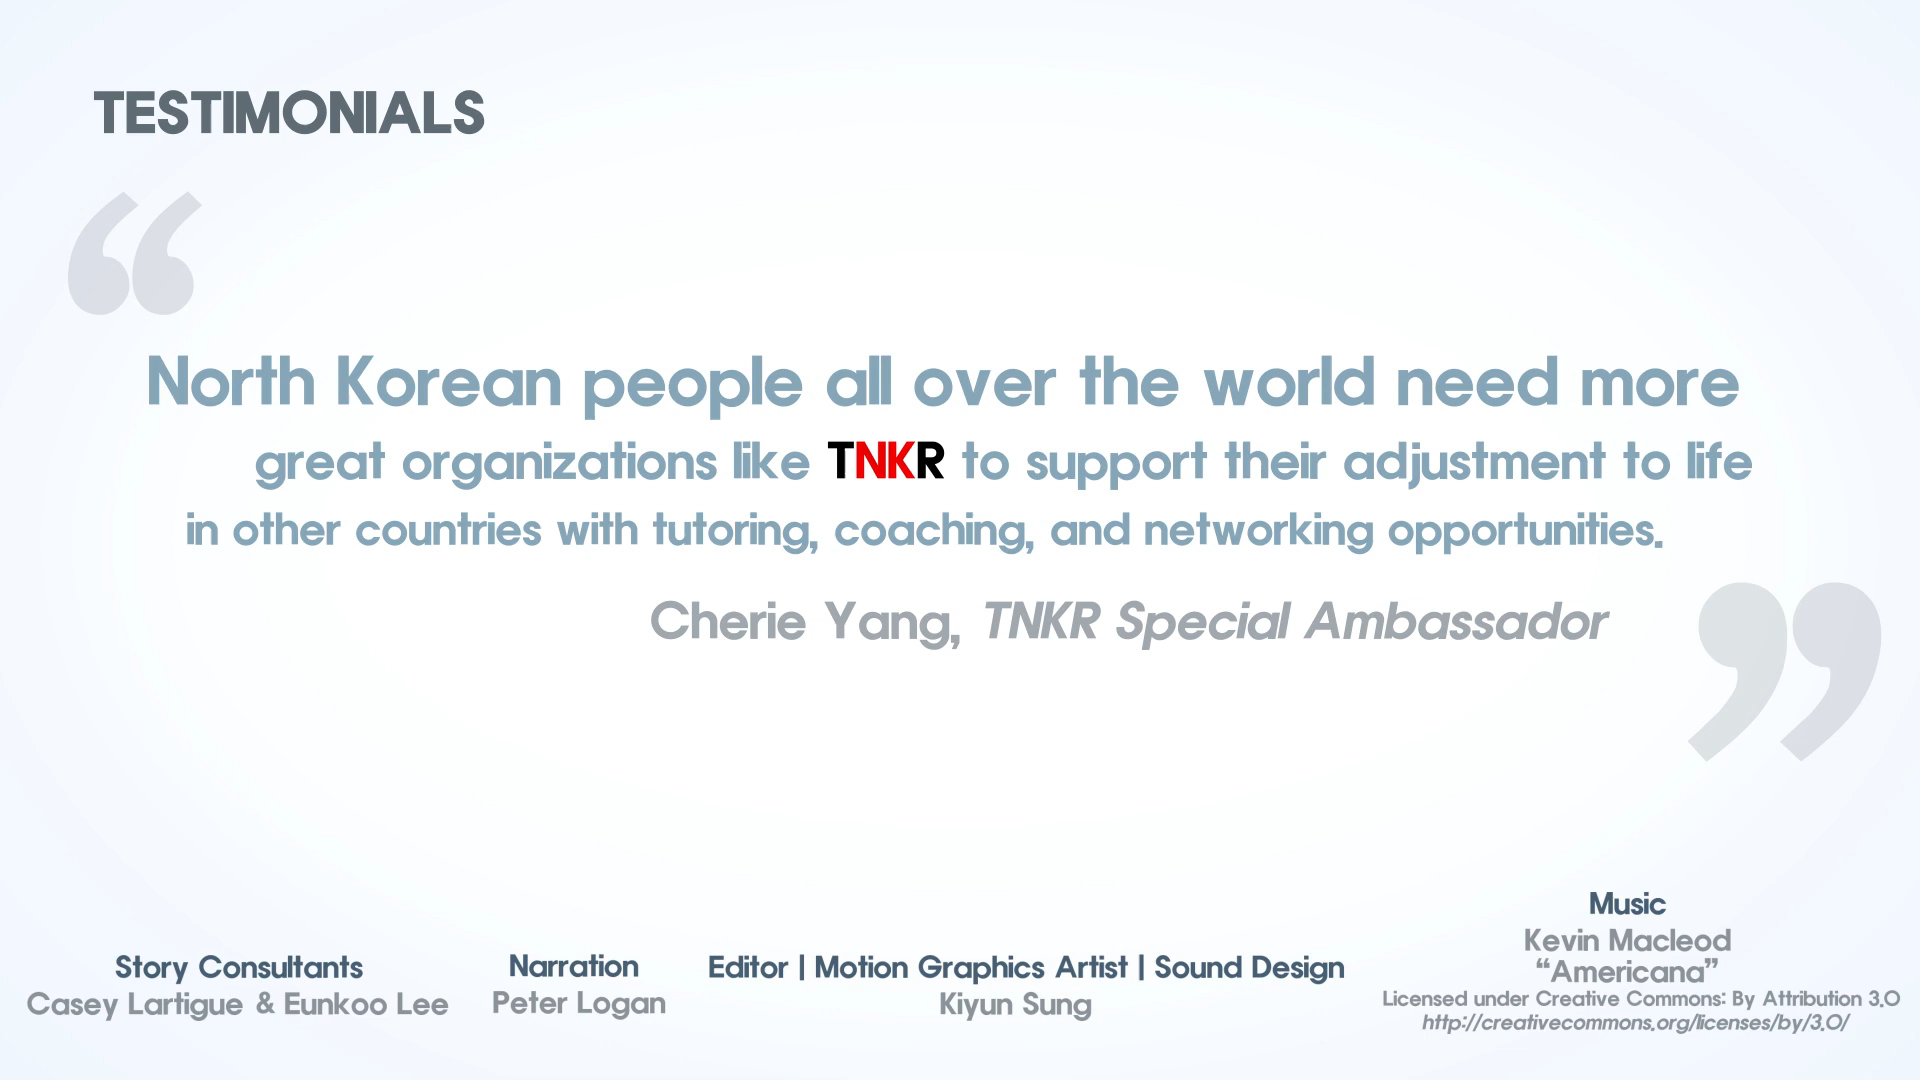 TESTIMONIALS
“
North Korean people all over the world need more
great organizations like TNKR to support their adjustment to life
in other countries with tutoring, coaching, and networking opportunities.
”
Cherie Yang, TNKR Special Ambassador
Story Consultants
Casey Lartigue & Eunkoo Lee
Narration
Peter Logan
Editor | Motion Graphics Artist | Sound Design
Kiyun Sung
Music
Kevin Macleod
“Americana”
Licensed under Creative Commons: By Attribution 3.0
http://creativecommons.org/licenses/by/3.0/